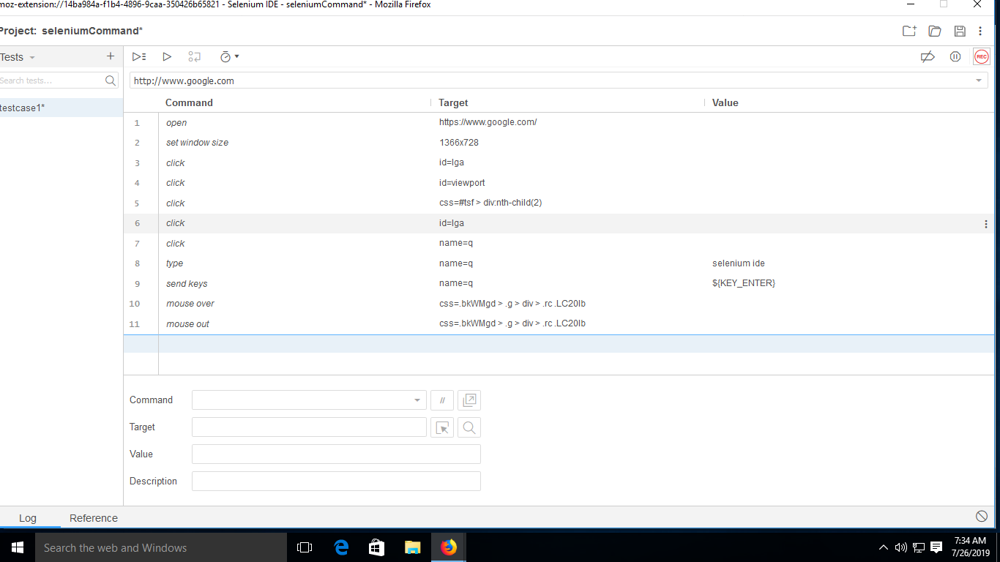 moz-extension://14ba984a-f1b4-4896-9caa-350426b65821 - Selenium IDE - seleniumCommand* - Mozilla Firefox
Project: seleniumCommand*
Tests
+
REC
Search tests...
http://www.google.com
testcase1*
Command Target Value
1 open https://www.google.com/
2 set window size 1366x728
3 click id=lga
4 click id=viewport
5 click css=#tsf > div:nth-child(2)
6 click id=lga
7 click name=q
8 type name=q selenium ide
9 send keys name=q ${KEY_ENTER}
10 mouse over css=.bkWMgd > .g > div > .rc .LC20lb
11 mouse out css=.bkWMgd > .g > div > .rc .LC20lb
Command //
Target
Value
Description
Log Reference
Search the web and Windows
7:34 AM
7/26/2019